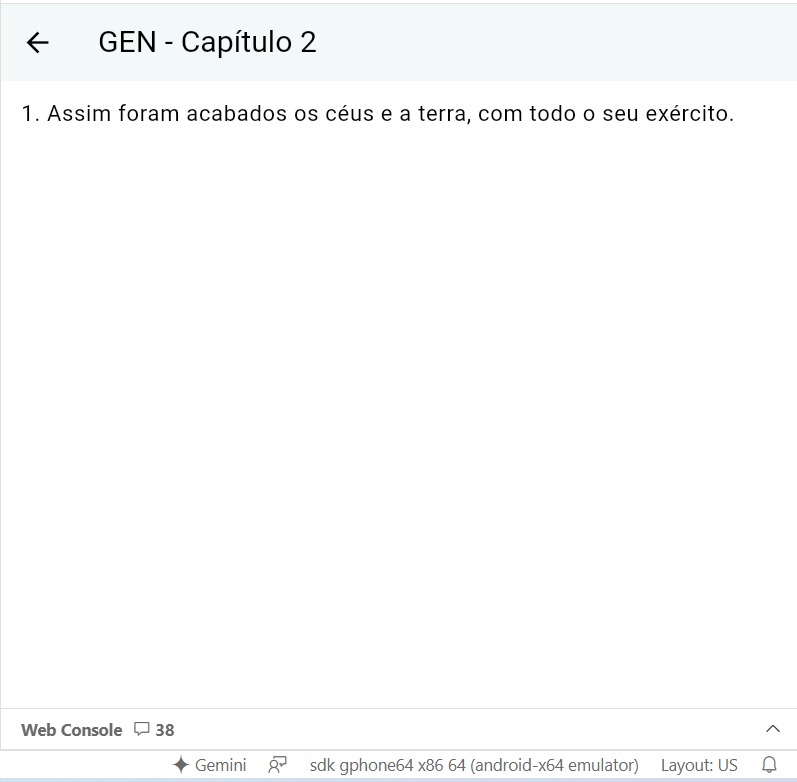 GEN - Capítulo 2
1. Assim foram acabados os céus e a terra, com todo o seu exército.
Web Console 38
Gemini sdk gphone64 x86 64 (android-x64 emulator) Layout: US